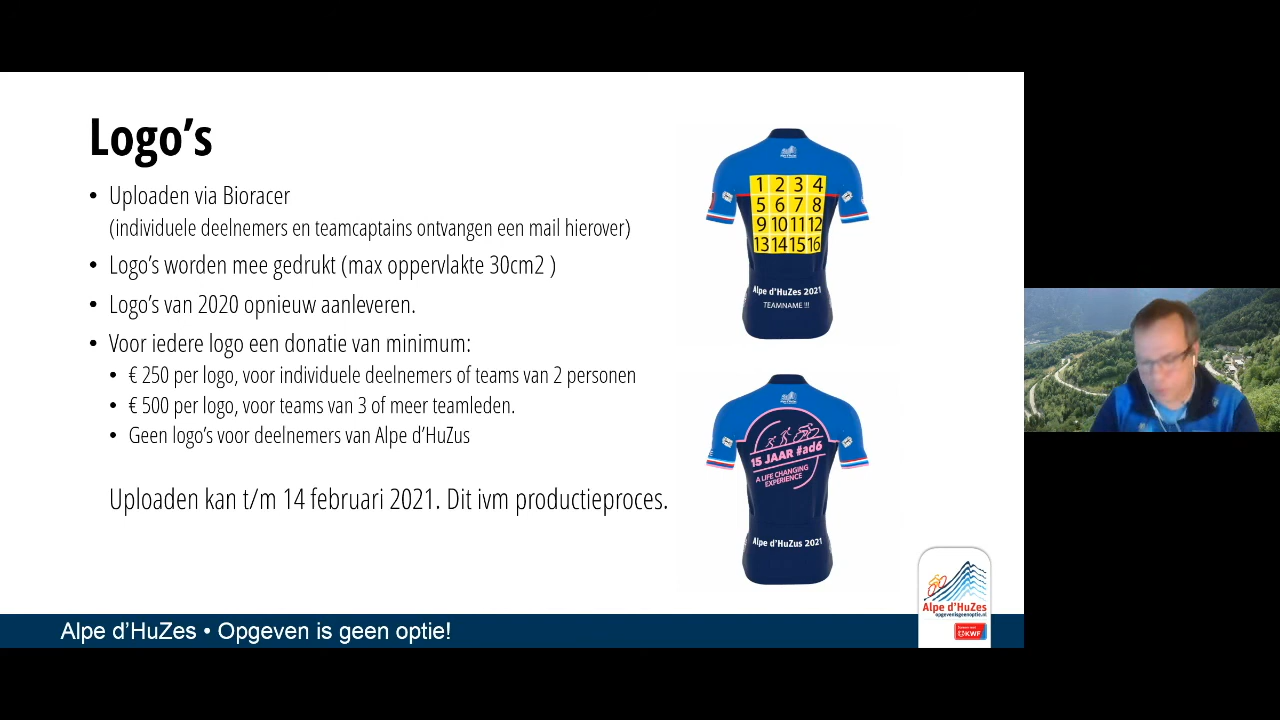 Logo’s
• Uploaden via Bioracer
(individuele deelnemers en teamcaptains ontvangen een mail hierover)
• Logo’s worden mee gedrukt (max oppervlakte 30cm2 )
• Logo’s van 2020 opnieuw aanleveren.
• Voor iedere logo een donatie van minimum:
• € 250 per logo, voor individuele deelnemers of teams van 2 personen
• € 500 per logo, voor teams van 3 of meer teamleden.
• Geen logo’s voor deelnemers van Alpe d’HuZus
Uploaden kan t/m 14 februari 2021. Dit ivm productieproces.
1 2 3 4
5 6 7 8
9 10 11 12
13 14 15 16
Alpe d'HuZes 2021
TEAMNAME !!!
15 JAAR #ad6
A LIFE CHANGING
EXPERIENCE
Alpe d'HuZus 2021
Alpe d'HuZes
opgevenisgeenoptie.nl
KWF
Alpe d’HuZes • Opgeven is geen optie!